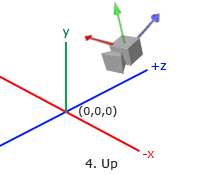 y
+z
(0,0,0)
-x
4. Up